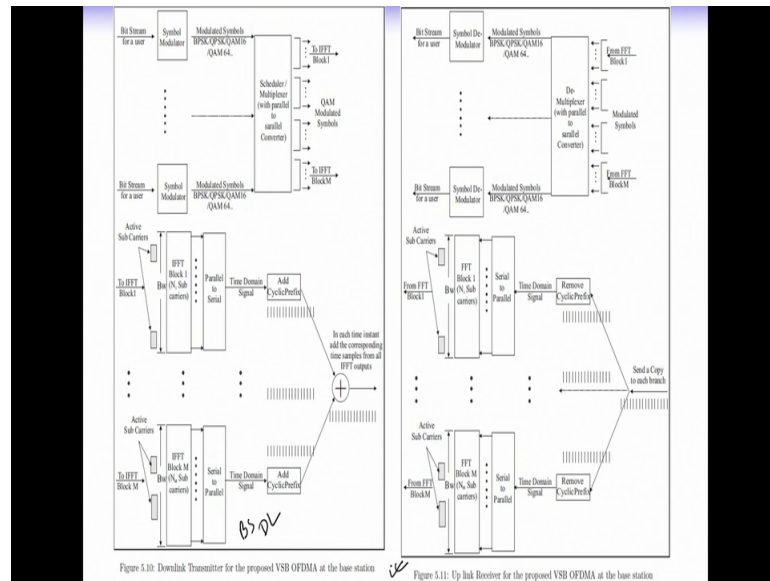 Bit Stream
for a user
Symbol
Modulator
Modulated Symbols
BPSK/QPSK/QAM16
/QAM 64..
Scheduler /
Multiplexer
(with parallel
to
sarallel
Converter)
To IFFT
Block1
QAM
Modulated
Symbols
To IFFT
BlockM
Bit Stream
for a user
Symbol
Modulator
Modulated Symbols
BPSK/QPSK/QAM16
/QAM 64..
Active
Sub Carriers
To IFFT
Block1
Bw
IFFT
Block 1
(N, Sub
carriers)
Parallel
to
Serial
Time Domain
Signal
Add
CyclicPrefix
In each time instant
add the corresponding
time samples from all
IFFT outputs
Active
Sub Carriers
To IFFT
Block M
Bw
IFFT
Block M
Sub
carriers)
Serial
to
Parallel
Time Domain
Signal
Add
CyclicPrefix
BS DL
Figure 5.10: Downlink Transmitter for the proposed VSB OFDMA at the base station
Bit Stream
for a user
Symbol De-
Modulator
Modulated Symbols
BPSK/QPSK/QAM16
/QAM 64..
De-
Multiplexer
(with parallel
to
sarallel
Converter)
From FFT
Block1
Modulated
Symbols
From FFT
BlockM
Bit Stream
for a user
Symbol De-
Modulator
Modulated Symbols
BPSK/QPSK/QAM16
/QAM 64..
Active
Sub Carriers
From FFT
Block1
Bw
FFT
Block 1
(N, Sub
carriers)
Serial
to
Parallel
Time Domain
Signal
Remove
CyclicPrefix
Send a Copy
to each branch
Active
Sub Carriers
From FFT
BlockM
Bw
FFT
Block M
Sub
carriers)
Serial
to
Parallel
Time Domain
Signal
Remove
CyclicPrefix
Figure 5.11: Up link Receiver for the proposed VSB OFDMA at the base station